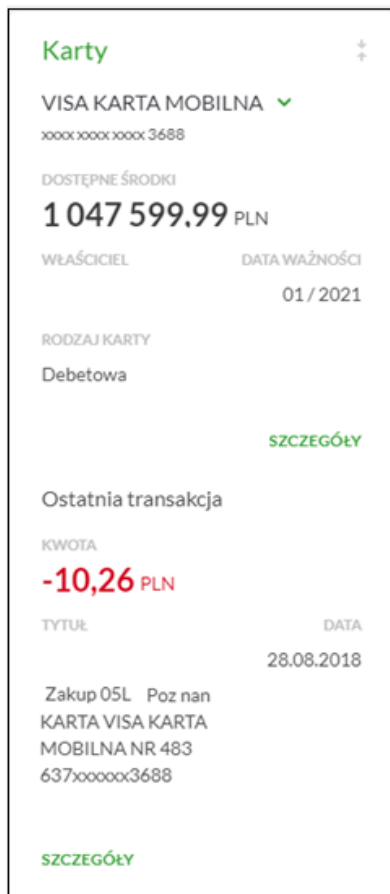 Karty
VISA KARTA MOBILNA
xxxx xxxx xxxx 3688
DOSTĘPNE ŚRODKI
1 047 599,99 PLN
WŁAŚCICIEL DATA WAŻNOŚCI
01 / 2021
RODZAJ KARTY
Debetowa
SZCZEGÓŁY
Ostatnia transakcja
KWOTA
-10,26 PLN
TYTUŁ DATA
28.08.2018
Zakup 05L Poz nan
KARTA VISA KARTA
MOBILNA NR 483
637xxxxxx3688
SZCZEGÓŁY